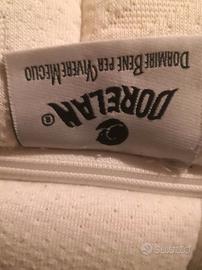 DORELAN
®
DORMIRE BENE PER VIVERE MEGLIO
Subito.it